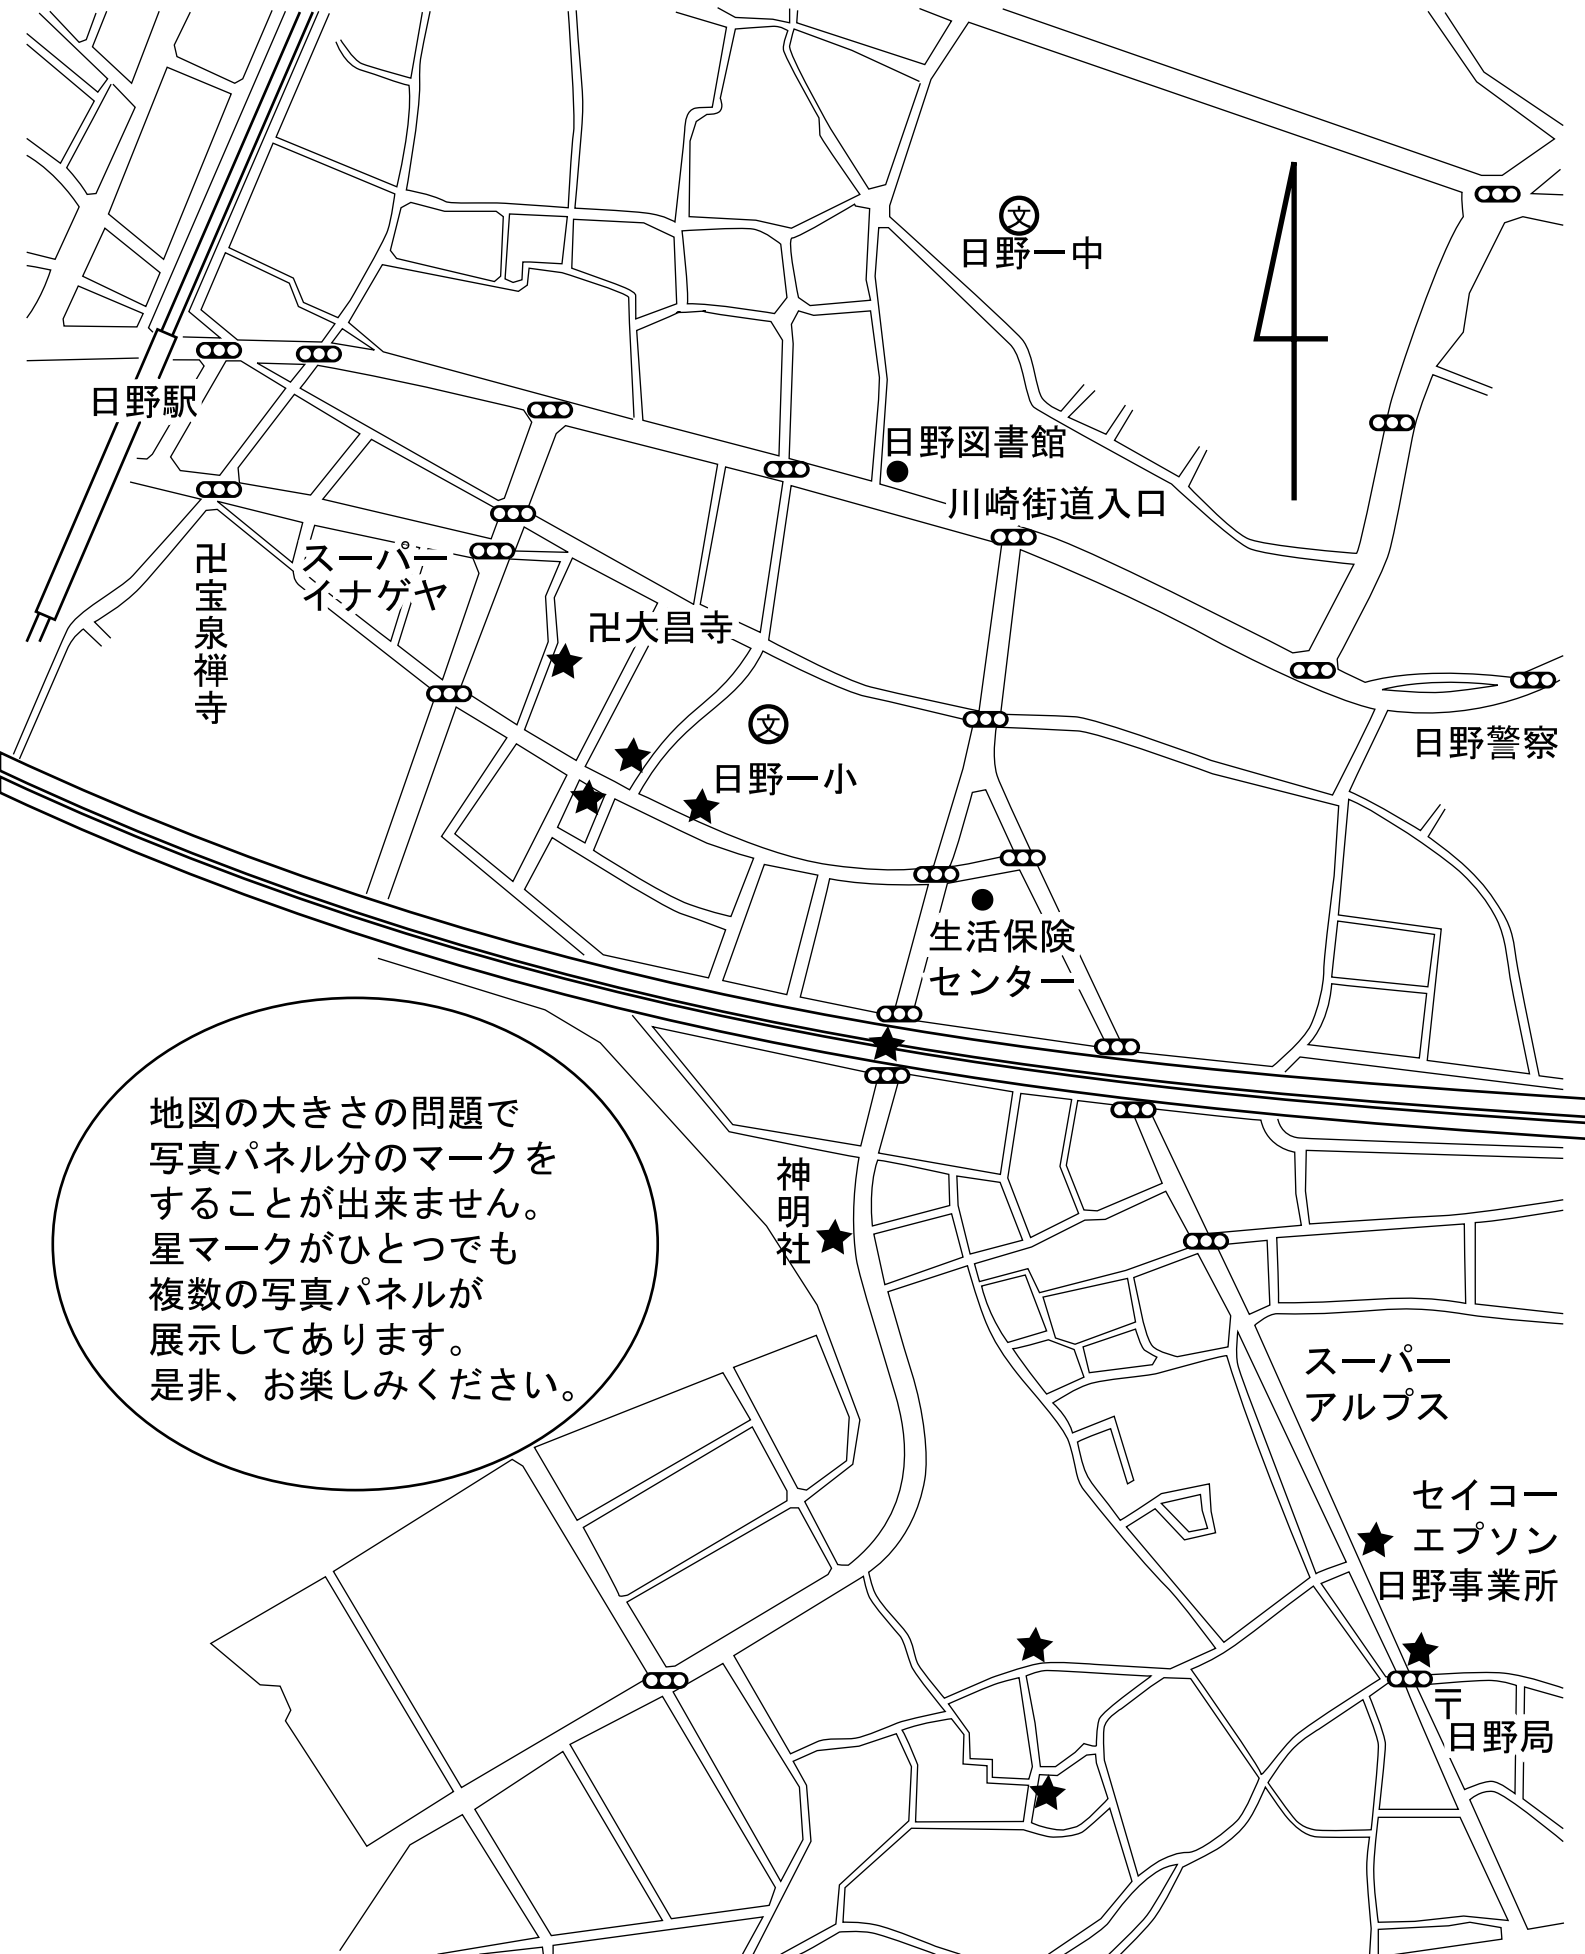 文
日野一中
日野駅
日野図書館
川崎街道入口
卍宝泉禅寺
スーパー
イナゲヤ
卍大昌寺
文
日野一小
日野警察
生活保険
センター
地図の大きさの問題で
写真パネル分のマークを
することが出来ません。
星マークがひとつでも
複数の写真パネルが
展示してあります。
是非、お楽しみください。
神明社
スーパー
アルプス
セイコー
エプソン
日野事業所
〒
日野局